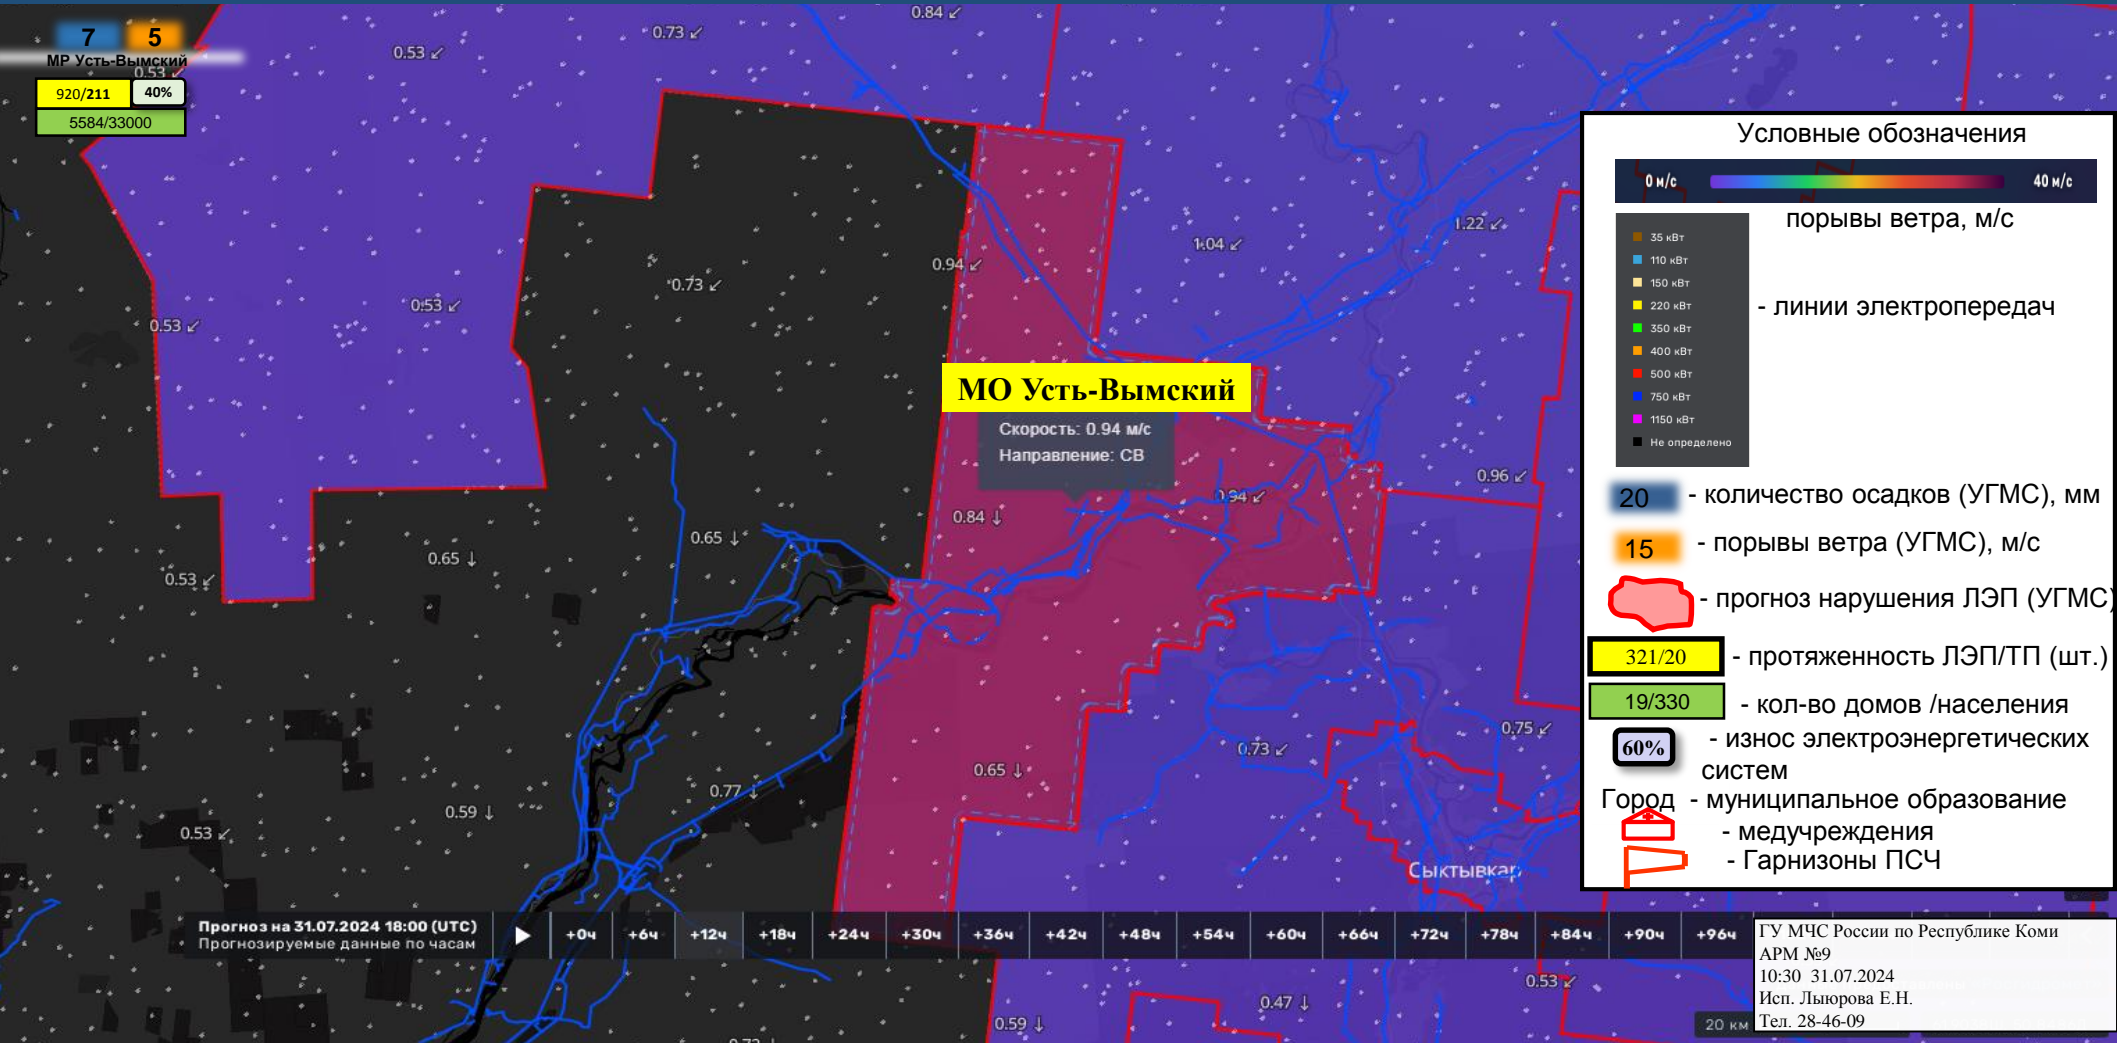 7 5
МР Усть-Вымский
920/211 40%
5584/33000
0.84 ↙
0.73 ↙
0.53 ↙
0.53 ↙
1.22 ↙
1.04 ↙
0.94 ↙
0.73 ↙
0.53 ↙
0.53 ↙
МО Усть-Вымский
Скорость: 0.94 м/с
Направление: СВ
0.96 ↙
0.94 ↙
0.84 ↓
0.65 ↓
0.65 ↓
0.53 ↙
0.75 ↙
0.73 ↙
0.65 ↓
0.77 ↓
0.59 ↓
0.53 ↙
Сыктывкар
0.53 ↙
0.47 ↓
0.59 ↓
Условные обозначения
0 м/с 40 м/с
порывы ветра, м/с
35 кВт
110 кВт
150 кВт
220 кВт
350 кВт
400 кВт
500 кВт
750 кВт
1150 кВт
Не определено
- линии электропередач
20 - количество осадков (УГМС), мм
15 - порывы ветра (УГМС), м/с
- прогноз нарушения ЛЭП (УГМС)
321/20 - протяженность ЛЭП/ТП (шт.)
19/330 - кол-во домов /населения
60% - износ электроэнергетических
систем
Город - муниципальное образование
- медучреждения
- Гарнизоны ПСЧ
Прогноз на 31.07.2024 18:00 (UTC)
Прогнозируемые данные по часам
+0ч +6ч +12ч +18ч +24ч +30ч +36ч +42ч +48ч +54ч +60ч +66ч +72ч +78ч +84ч +90ч +96ч
20 км
ГУ МЧС России по Республике Коми
АРМ №9
10:30 31.07.2024
Исп. Лыюрова Е.Н.
Тел. 28-46-09